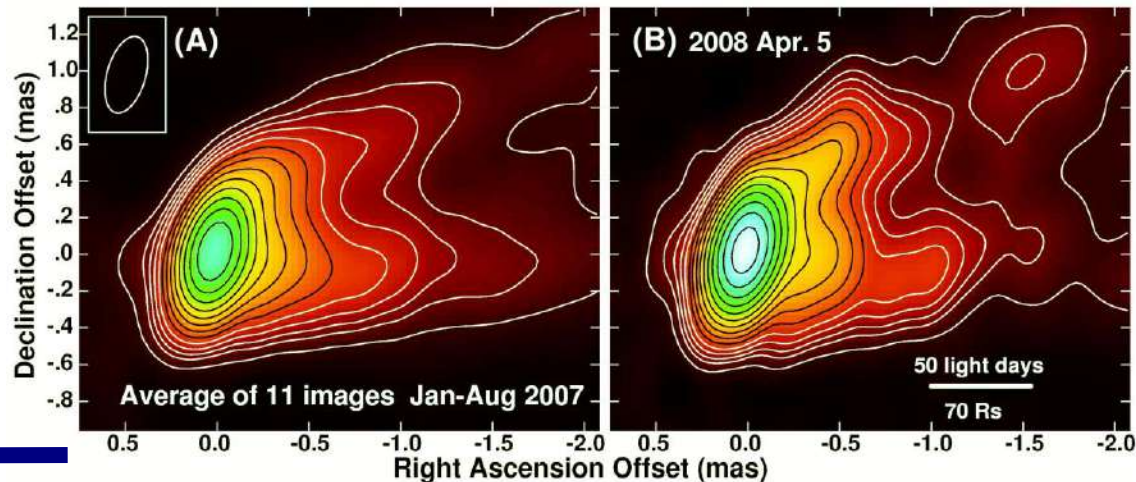 Declination Offset (mas)
1.2
1.0
.8
.6
.4
.2
.0
-.2
-.4
-.6
-.8
(A)
Average of 11 images Jan-Aug 2007
0.5 0.0 -0.5 -1.0 -1.5 -2.0
(B) 2008 Apr. 5
50 light days
70 Rs
0.5 0.0 -0.5 -1.0 -1.5 -2.0
Right Ascension Offset (mas)